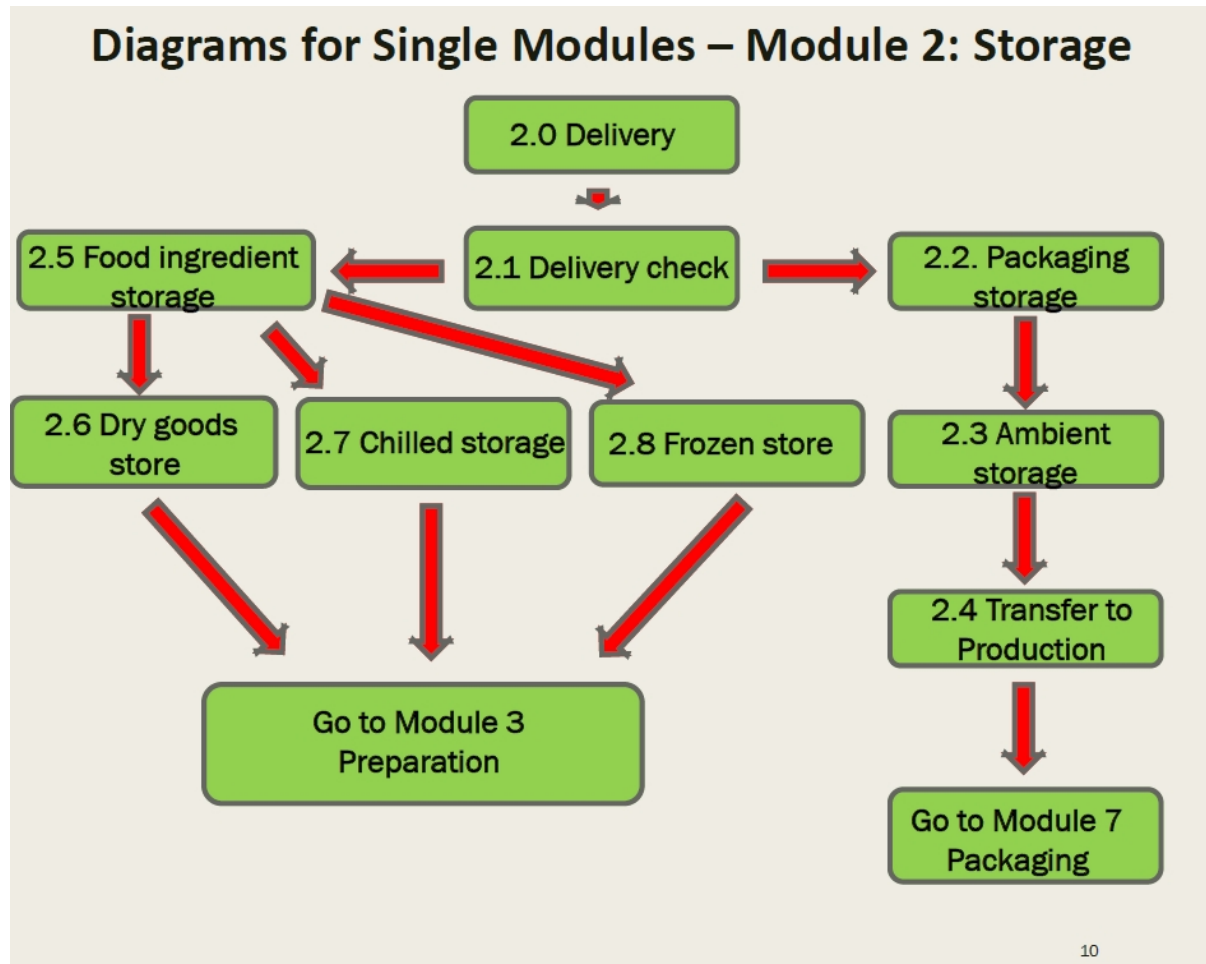 Diagrams for Single Modules – Module 2: Storage
2.0 Delivery
2.5 Food ingredient
storage
2.1 Delivery check
2.2. Packaging
storage
2.6 Dry goods
store
2.7 Chilled storage
2.8 Frozen store
2.3 Ambient
storage
2.4 Transfer to
Production
Go to Module 3
Preparation
Go to Module 7
Packaging
10